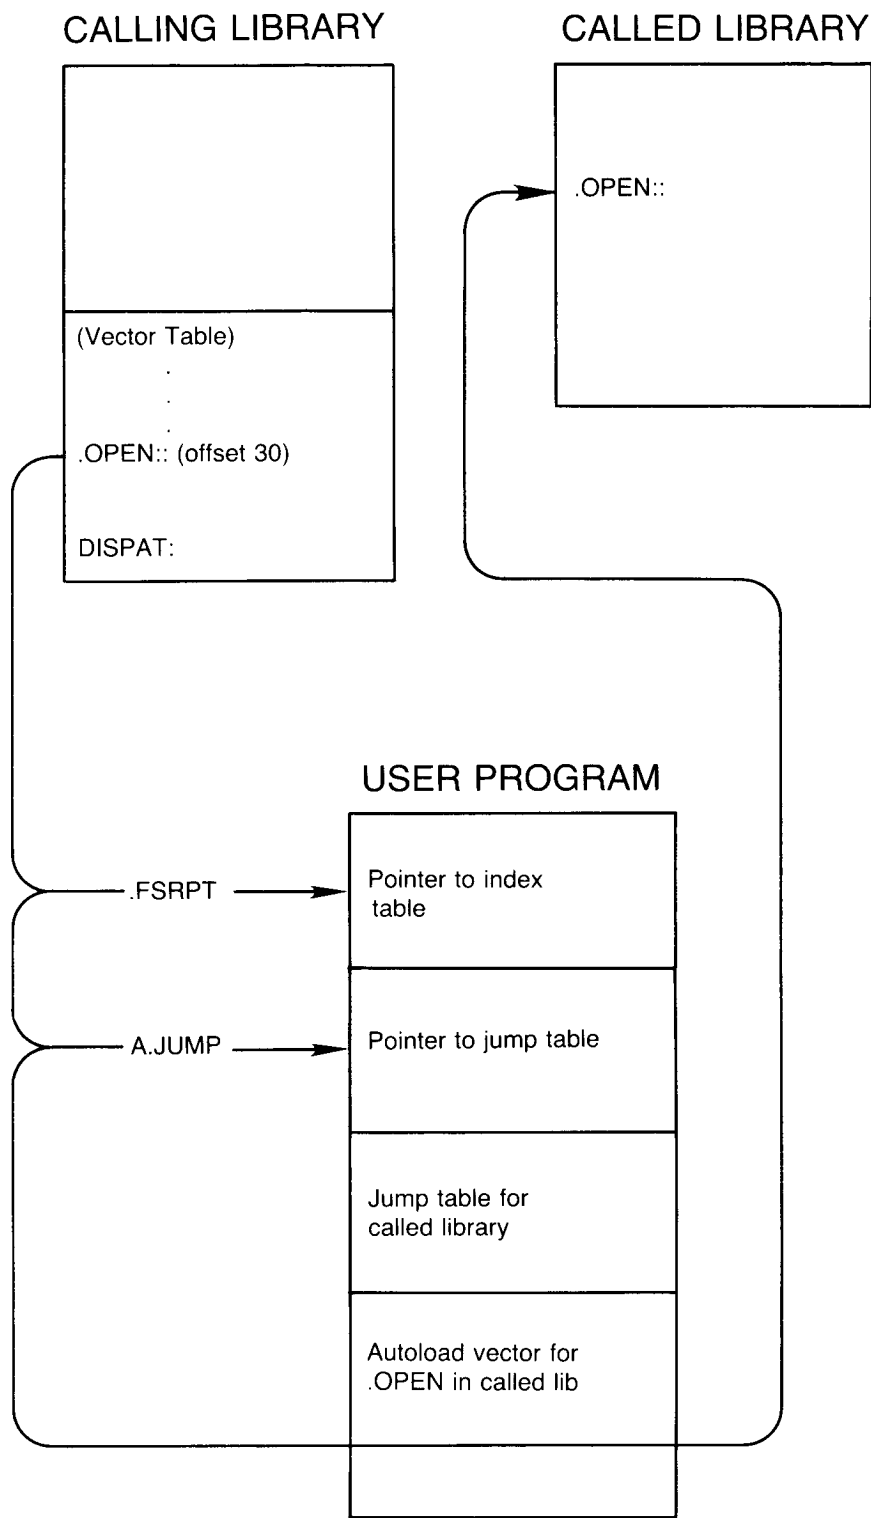 CALLING LIBRARY
CALLED LIBRARY
.OPEN::
(Vector Table)
.
.
.
.OPEN:: (offset 30)
DISPAT:
USER PROGRAM
.FSRPT
Pointer to index
table
A.JUMP
Pointer to jump table
Jump table for
called library
Autoload vector for
.OPEN in called lib